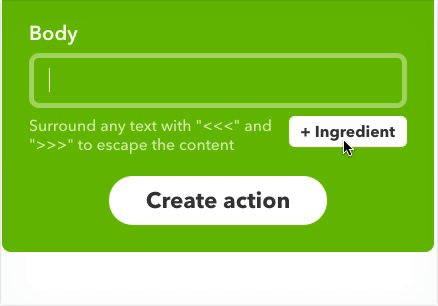 Body
Surround any text with "<<<" and
">>>" to escape the content
+ Ingredient
Create action